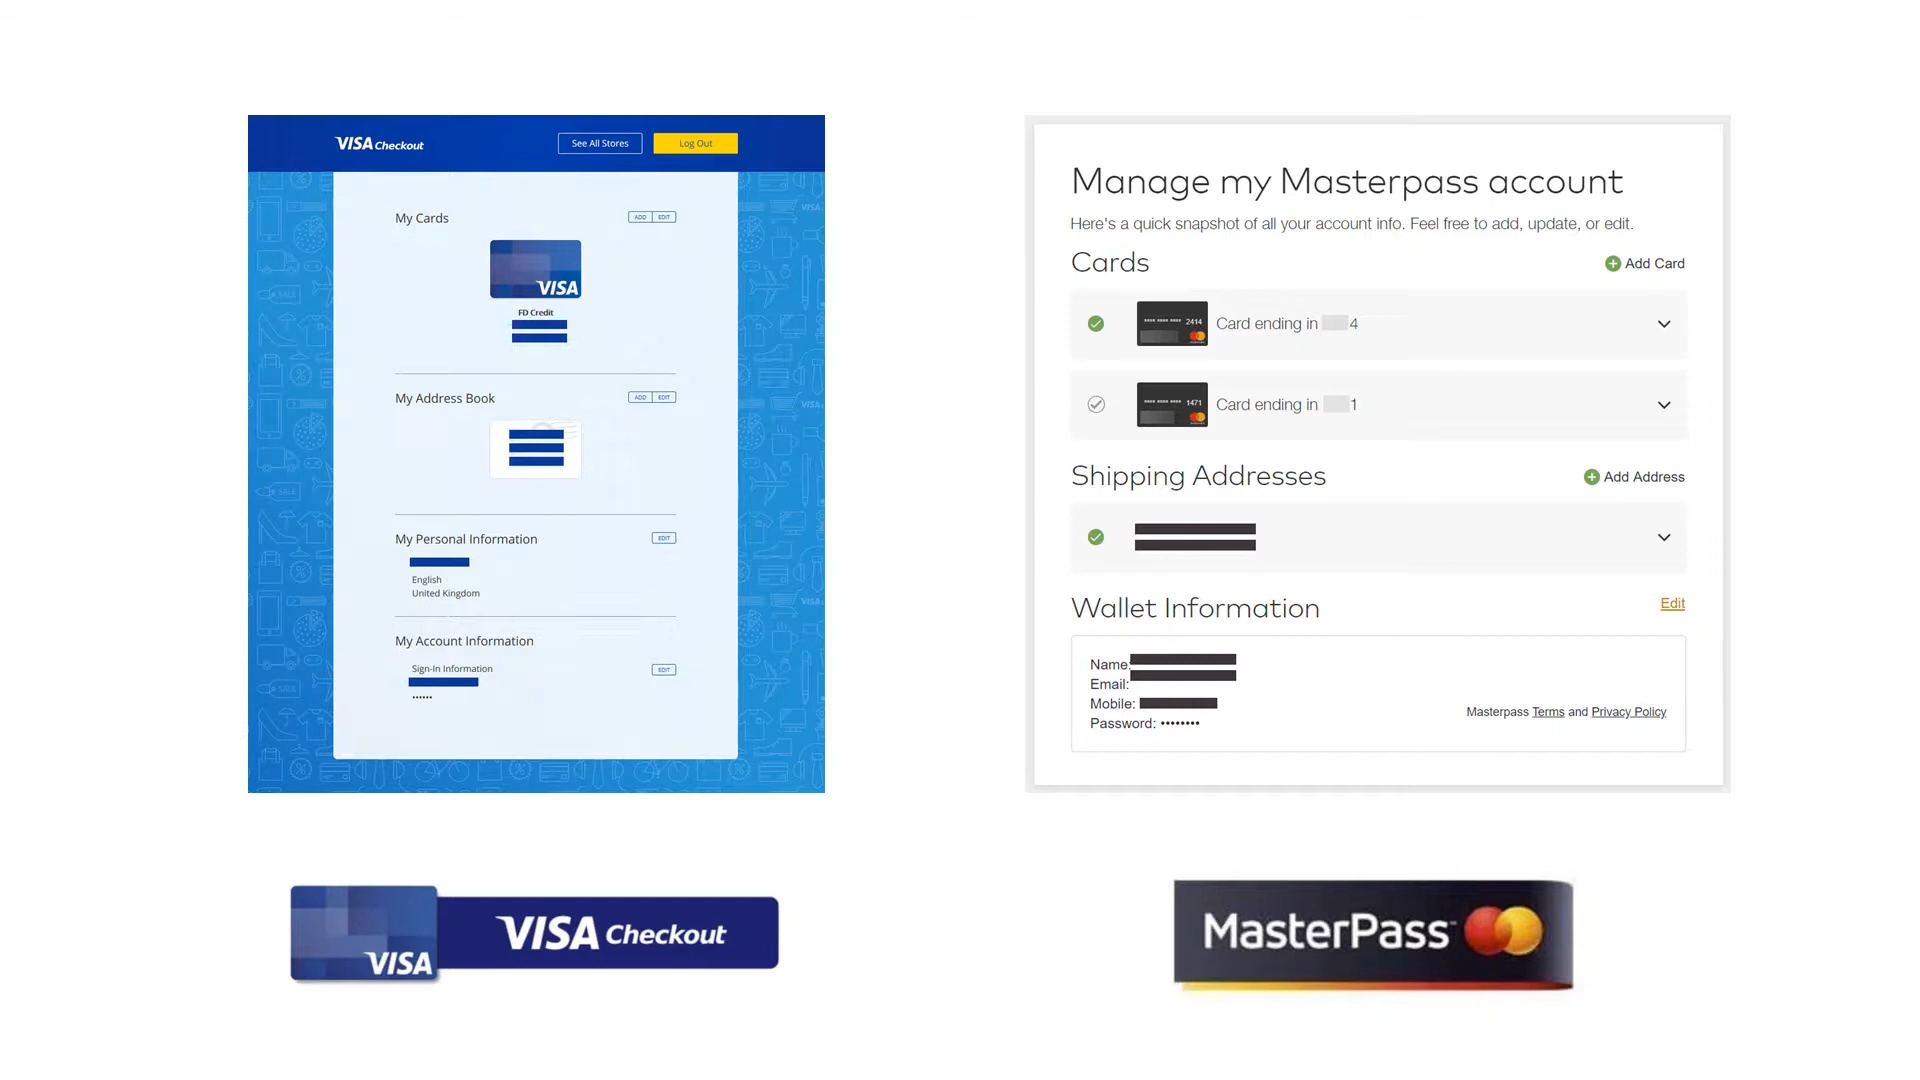 VISA Checkout
See All Stores
Log Out
My Cards
ADD EDIT
VISA
FD Credit
My Address Book
ADD EDIT
My Personal Information
EDIT
English
United Kingdom
My Account Information
Sign-In Information
EDIT
••••••
VISA
VISA Checkout
Manage my Masterpass account
Here's a quick snapshot of all your account info. Feel free to add, update, or edit.
Cards
Add Card
2414
Card ending in 4
1471
Card ending in 1
Shipping Addresses
Add Address
Wallet Information
Edit
Name:
Email:
Mobile:
Password: ••••••••
Masterpass Terms and Privacy Policy
MasterPass